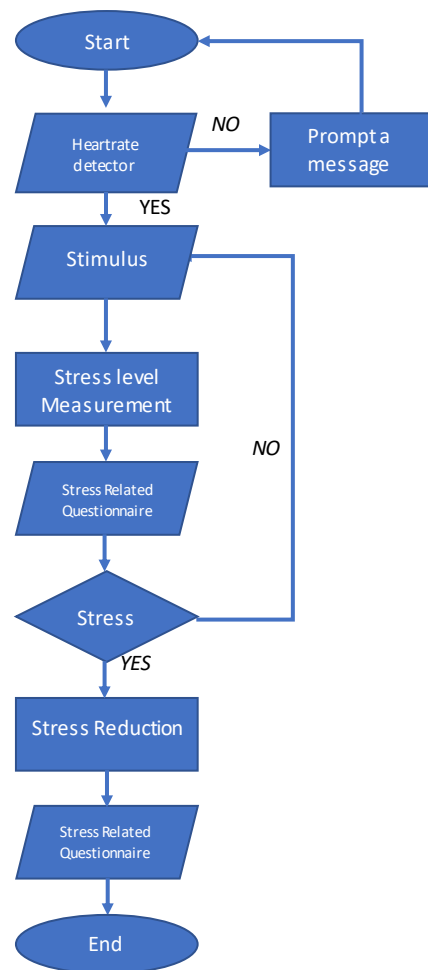 Start
Heartrate
detector
NO
Prompt a
message
YES
Stimulus
Stress level
Measurement
NO
Stress Related
Questionnaire
Stress
YES
Stress Reduction
Stress Related
Questionnaire
End